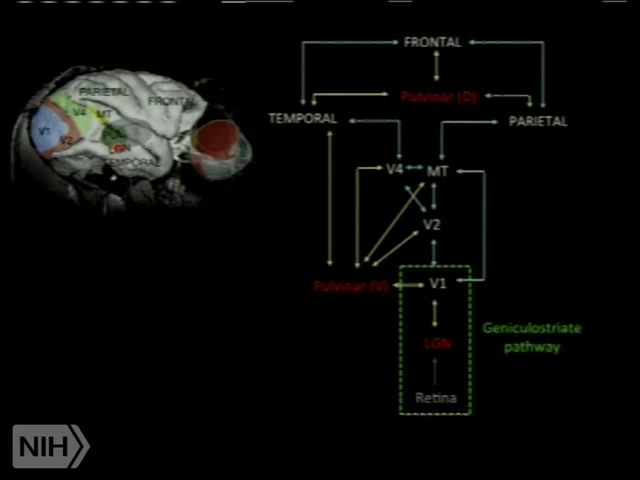 PARIETAL
FRONTAL
V4
MT
V1
V2
PUL
LGN
TEMPORAL
FRONTAL
Pulvinar (D)
TEMPORAL
PARIETAL
V4
MT
V2
Pulvinar (V)
V1
Geniculostriate
pathway
LGN
Retina
NIH